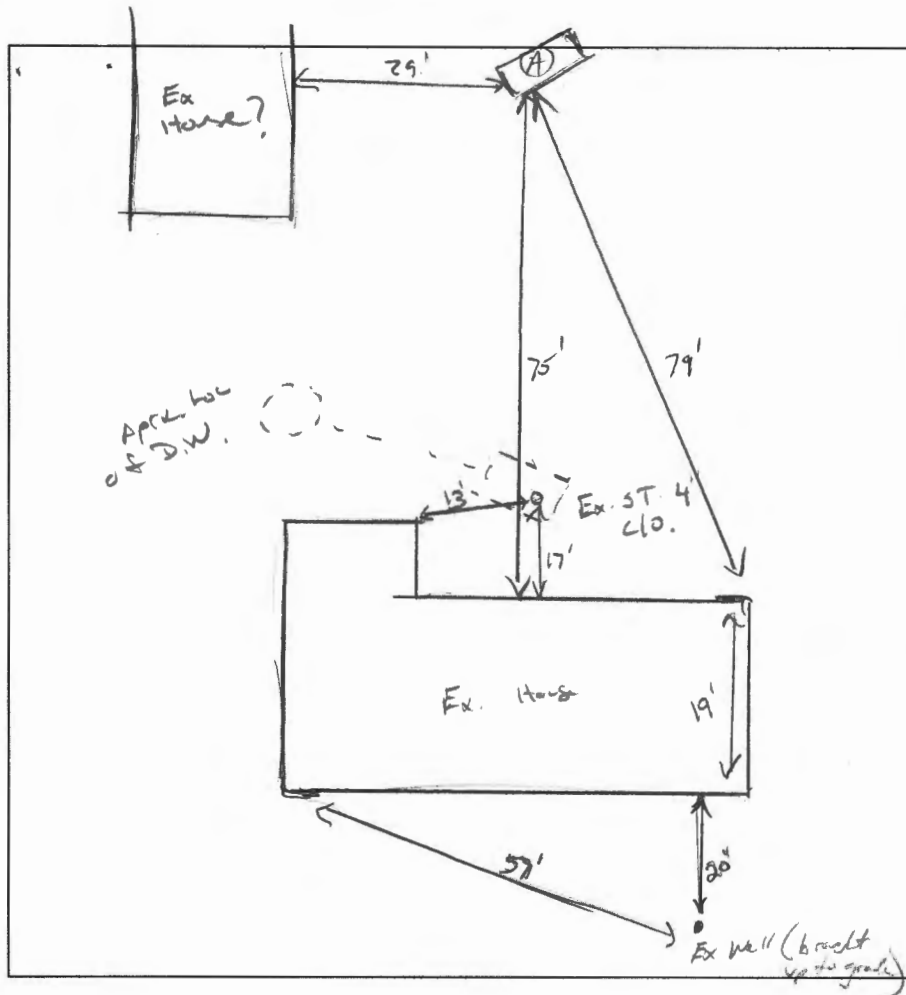 29'
A
Ex
House?
75'
79'
Aprx. Loc
of D.W.
13'
Ex. ST. 4'
c/o.
17'
Ex. House
19'
57'
20'
Ex Well (brought
up to grade)